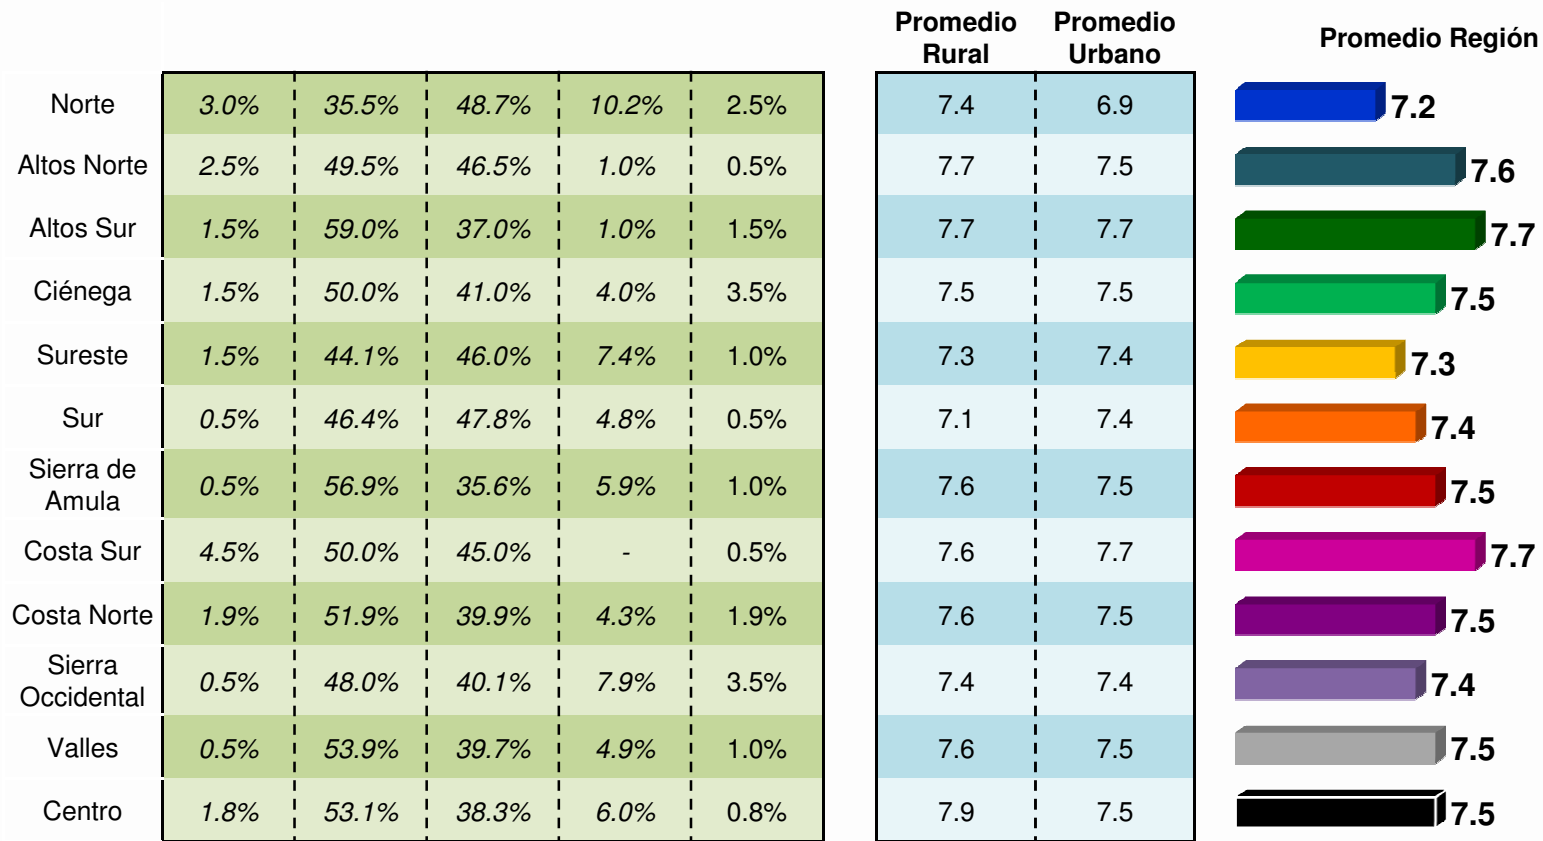 Promedio Rural Promedio Urbano Promedio Región
Norte 3.0% 35.5% 48.7% 10.2% 2.5% 7.4 6.9 7.2
Altos Norte 2.5% 49.5% 46.5% 1.0% 0.5% 7.7 7.5 7.6
Altos Sur 1.5% 59.0% 37.0% 1.0% 1.5% 7.7 7.7 7.7
Ciénega 1.5% 50.0% 41.0% 4.0% 3.5% 7.5 7.5 7.5
Sureste 1.5% 44.1% 46.0% 7.4% 1.0% 7.3 7.4 7.3
Sur 0.5% 46.4% 47.8% 4.8% 0.5% 7.1 7.4 7.4
Sierra de Amula 0.5% 56.9% 35.6% 5.9% 1.0% 7.6 7.5 7.5
Costa Sur 4.5% 50.0% 45.0% - 0.5% 7.6 7.7 7.7
Costa Norte 1.9% 51.9% 39.9% 4.3% 1.9% 7.6 7.5 7.5
Sierra Occidental 0.5% 48.0% 40.1% 7.9% 3.5% 7.4 7.4 7.4
Valles 0.5% 53.9% 39.7% 4.9% 1.0% 7.6 7.5 7.5
Centro 1.8% 53.1% 38.3% 6.0% 0.8% 7.9 7.5 7.5